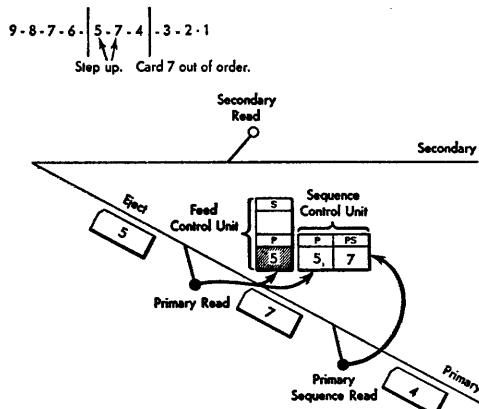 9 - 8 - 7 - 6 - 5 - 7 - 4 - 3 - 2 - 1
Step up. Card 7 out of order.
Secondary
Read
Secondary
Eject
5
Feed
Control Unit
S
P
5
Sequence
Control Unit
P PS
5, 7
Primary Read
7
Primary
Sequence Read
4
Primary